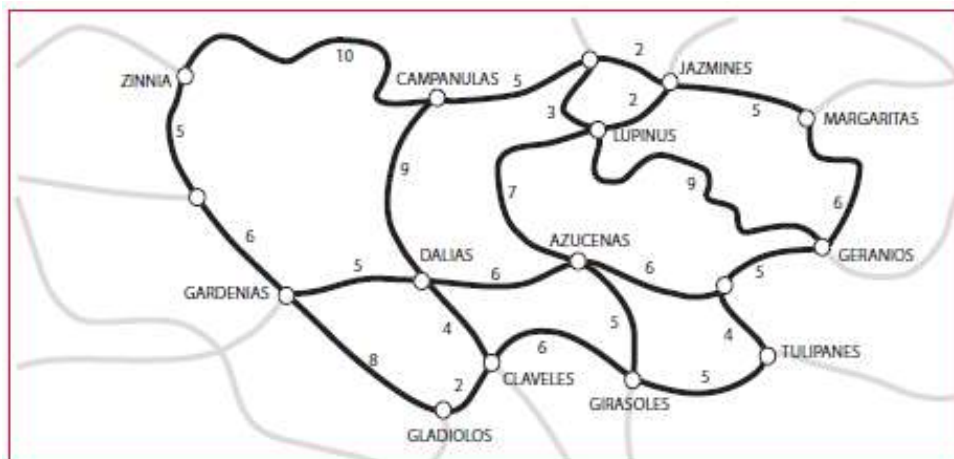 2
10
JAZMINES
ZINNIA
CAMPANULAS
5
2
5
3
MARGARITAS
5
LUPINUS
9
9
7
6
6
AZUCENAS
GERANIOS
DALIAS
5
6
6
5
GARDENIAS
4
5
4
6
TULIPANES
8
CLAVELES
5
2
GIRASOLES
GLADIOLOS